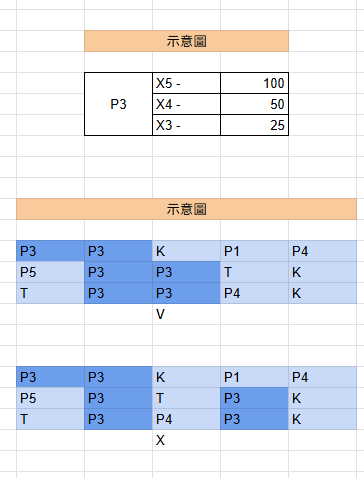 示意圖
P3 X5 - 100
X4 - 50
X3 - 25
示意圖
P3 P3 K P1 P4
P5 P3 P3 T K
T P3 P3 P4 K
V
P3 P3 K P1 P4
P5 P3 T P3 K
T P3 P4 P3 K
X